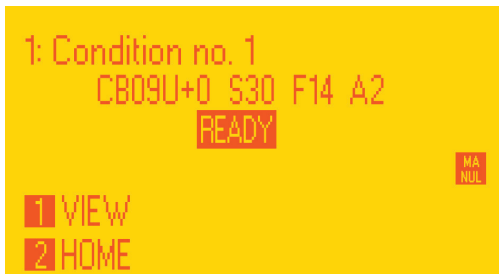 1: Condition no. 1
CB09U+0 S30 F14 A2
READY
MA
NUL
1 VIEW
2 HOME